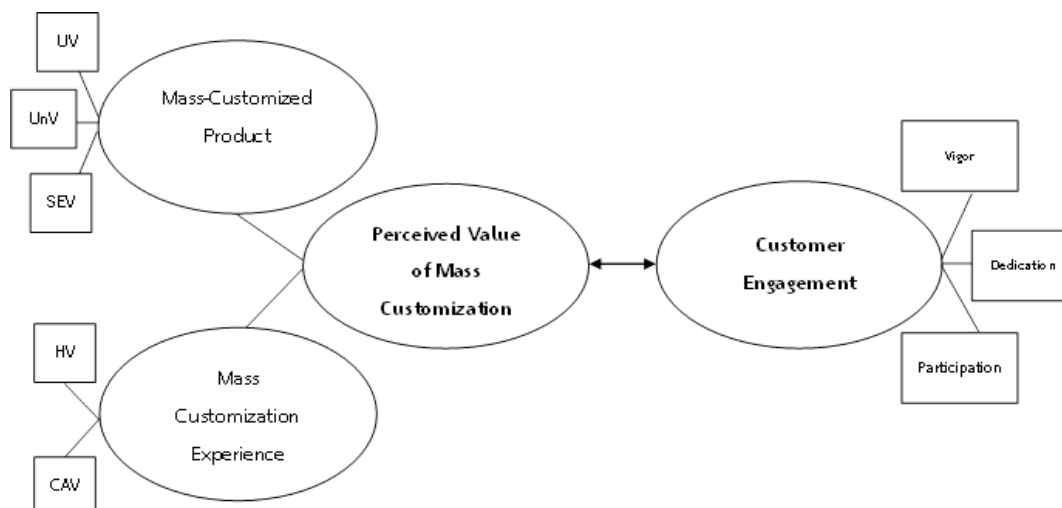 UV
UnV
SEV
Mass-Customized
Product
HV
CAV
Mass
Customization
Experience
Perceived Value
of Mass
Customization
Customer
Engagement
Vigor
Dedication
Participation